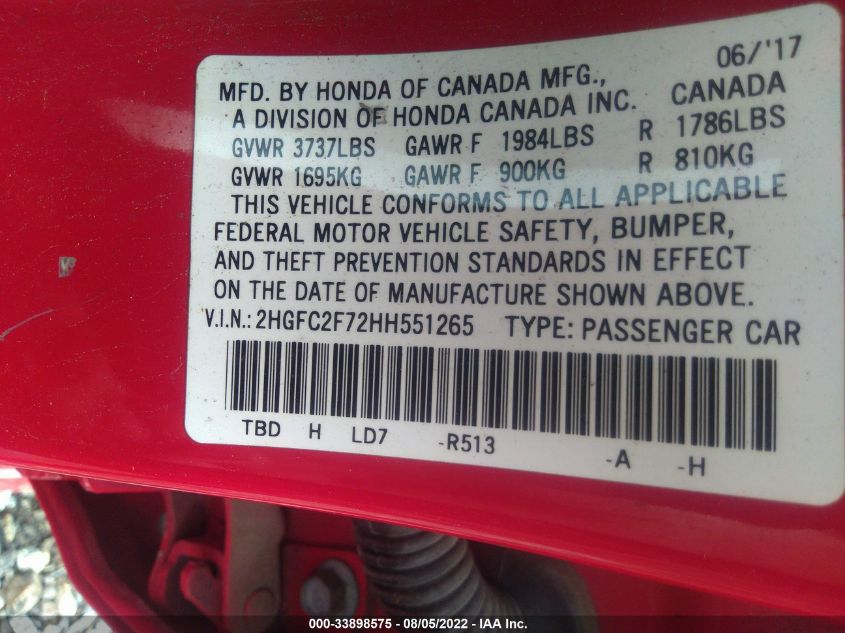 06/'17
MFD. BY HONDA OF CANADA MFG., CANADA
A DIVISION OF HONDA CANADA INC.
GVWR 3737LBS GAWR F 1984LBS R 1786LBS
GVWR 1695KG GAWR F 900KG R 810KG
THIS VEHICLE CONFORMS TO ALL APPLICABLE
FEDERAL MOTOR VEHICLE SAFETY, BUMPER,
AND THEFT PREVENTION STANDARDS IN EFFECT
ON THE DATE OF MANUFACTURE SHOWN ABOVE.
V.I.N.: 2HGFC2F72HH551265 TYPE: PASSENGER CAR
TBD H LD7 -R513 -A -H
000-33898575 - 08/05/2022 - IAA Inc.